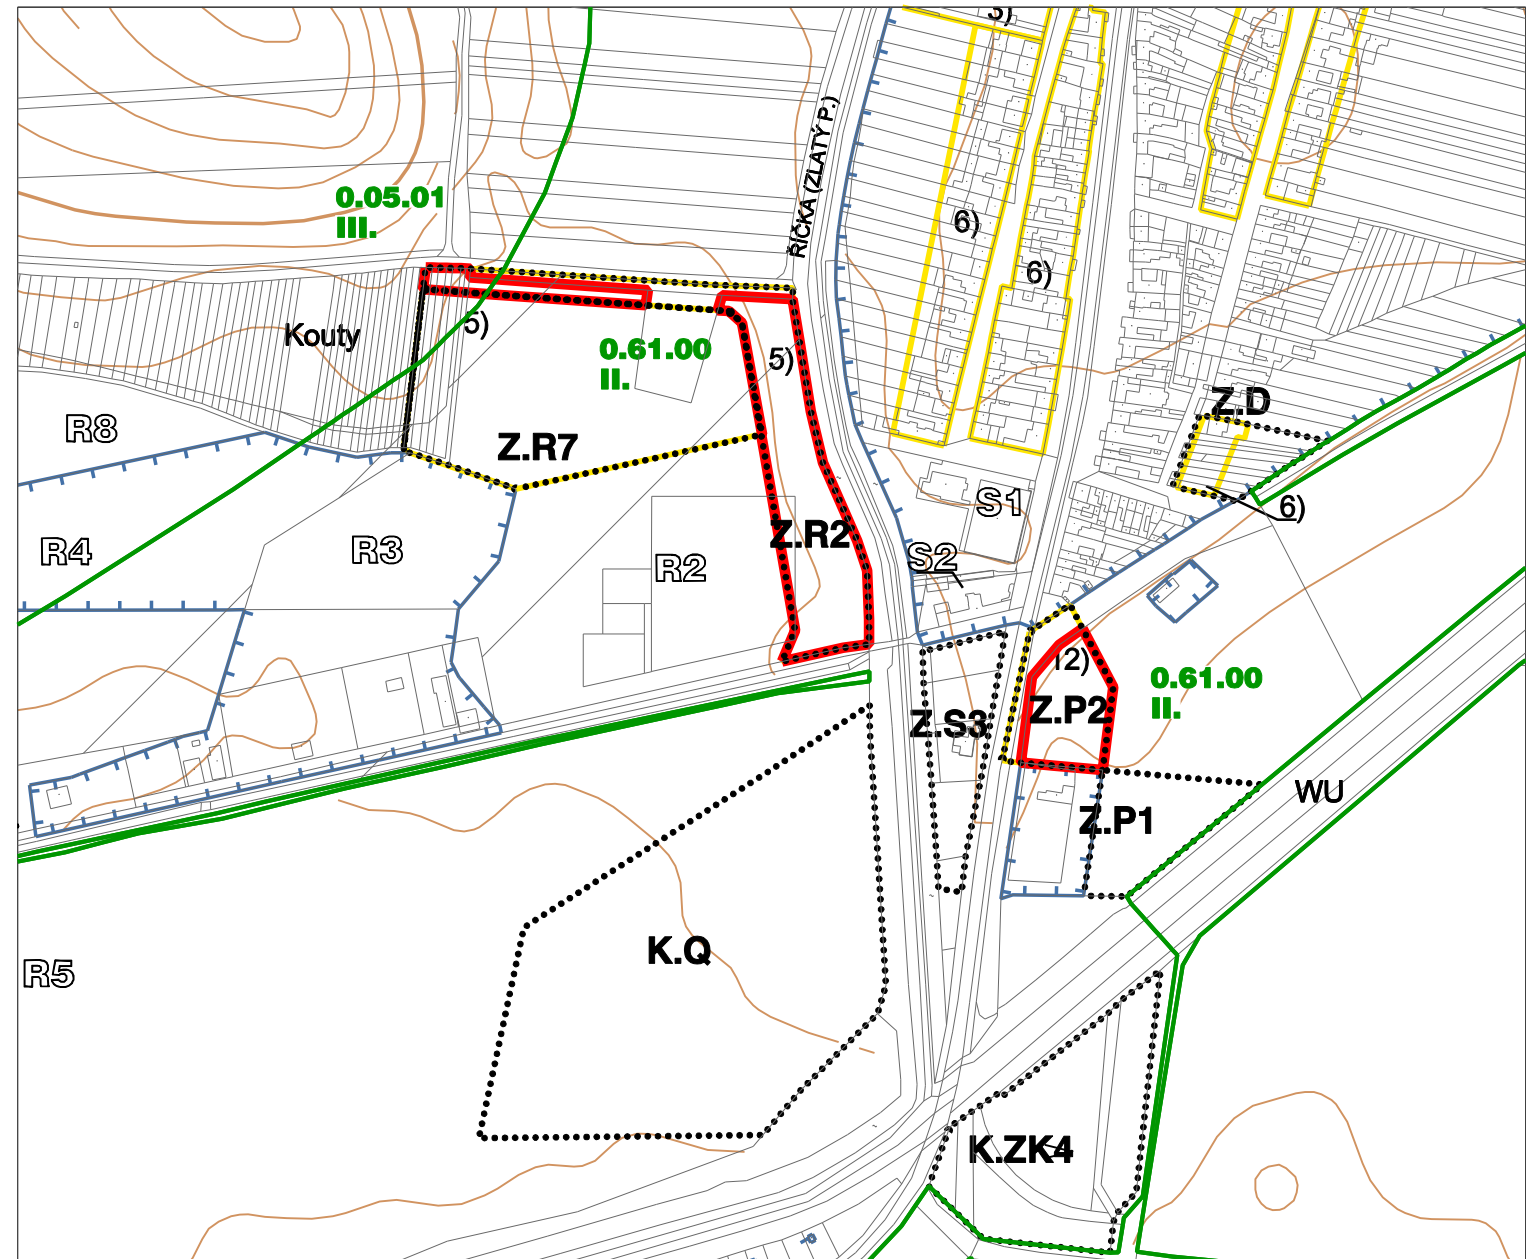 3)
ŘÍČKA (ZLATÝ P.)
0.05.01
III.
6)
6)
5)
Kouty
0.61.00
II.
5)
R8
Z.D
Z.R7
S1
6)
R4
R3
R2
Z.R2
S2
12)
0.61.00
II.
Z.S3
Z.P2
WU
Z.P1
K.Q
R5
K.ZK4